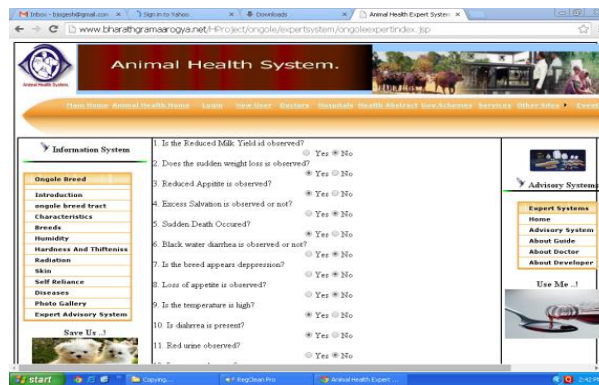 Inbox - bisgesh@gmail.com
Sign in to Yahoo
Downloads
Animal Health Expert System
www.bharathgramaarogya.net/HProject/ongole/expertsystem/ongoleexpertindex.jsp
Animal Health System.
Animal Health System.
Main Home Animal Health Home Login New User Doctors Hospitals Health Abstract Gov Schemes Services Other Sites Event
Information System
Ongole Breed
Introduction
ongole breed tract
Characteristics
Breeds
Humidity
Hardness And Thifteniss
Radiation
Skin
Self Reliance
Diseases
Photo Gallery
Expert Advisory System
Save Us ..!
1. Is the Reduced Milk Yield id observed?
Yes No
2. Does the sudden weight loss is observed?
Yes No
3. Reduced Appitite is observed?
Yes No
4. Excess Salvation is observed or not?
Yes No
5. Sudden Death Occured?
Yes No
6. Black water diarrhea is observed or not?
Yes No
7. Is the breed appears deppression?
Yes No
8. Loss of appetite is observed?
Yes No
9. Is the temperature is high?
Yes No
10. Is dialirea is present?
Yes No
11. Red urine observed?
Yes No
Advisory Systems
Expert Systems
Home
Advisory System
About Guide
About Doctor
About Developer
Use Me ..!
start
Copying...
RegClean Pro
Animal Health Expert ...
2:42 PM